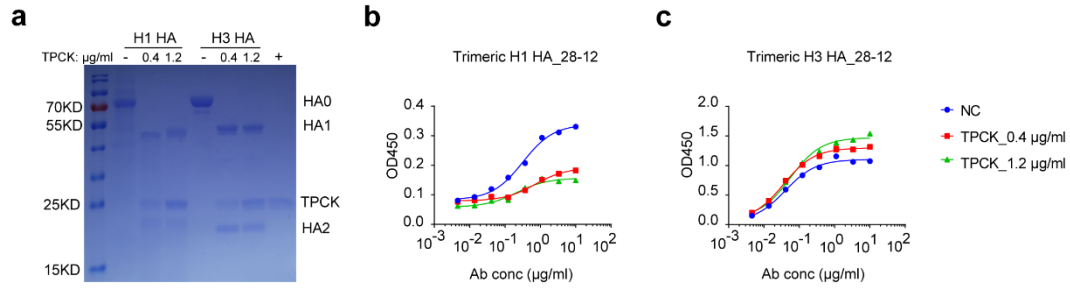 a
H1 HA H3 HA
TPCK: µg/ml - 0.4 1.2 - 0.4 1.2 +
70KD
55KD
25KD
15KD
HA0
HA1
TPCK
HA2
b
Trimeric H1 HA_28-12
OD450
0.4
0.3
0.2
0.1
0.0
10-3 10-2 10-1 100 101 102
Ab conc (µg/ml)
c
Trimeric H3 HA_28-12
OD450
2.0
1.5
1.0
0.5
0.0
10-3 10-2 10-1 100 101 102
Ab conc (µg/ml)
NC
TPCK_0.4 µg/ml
TPCK_1.2 µg/ml